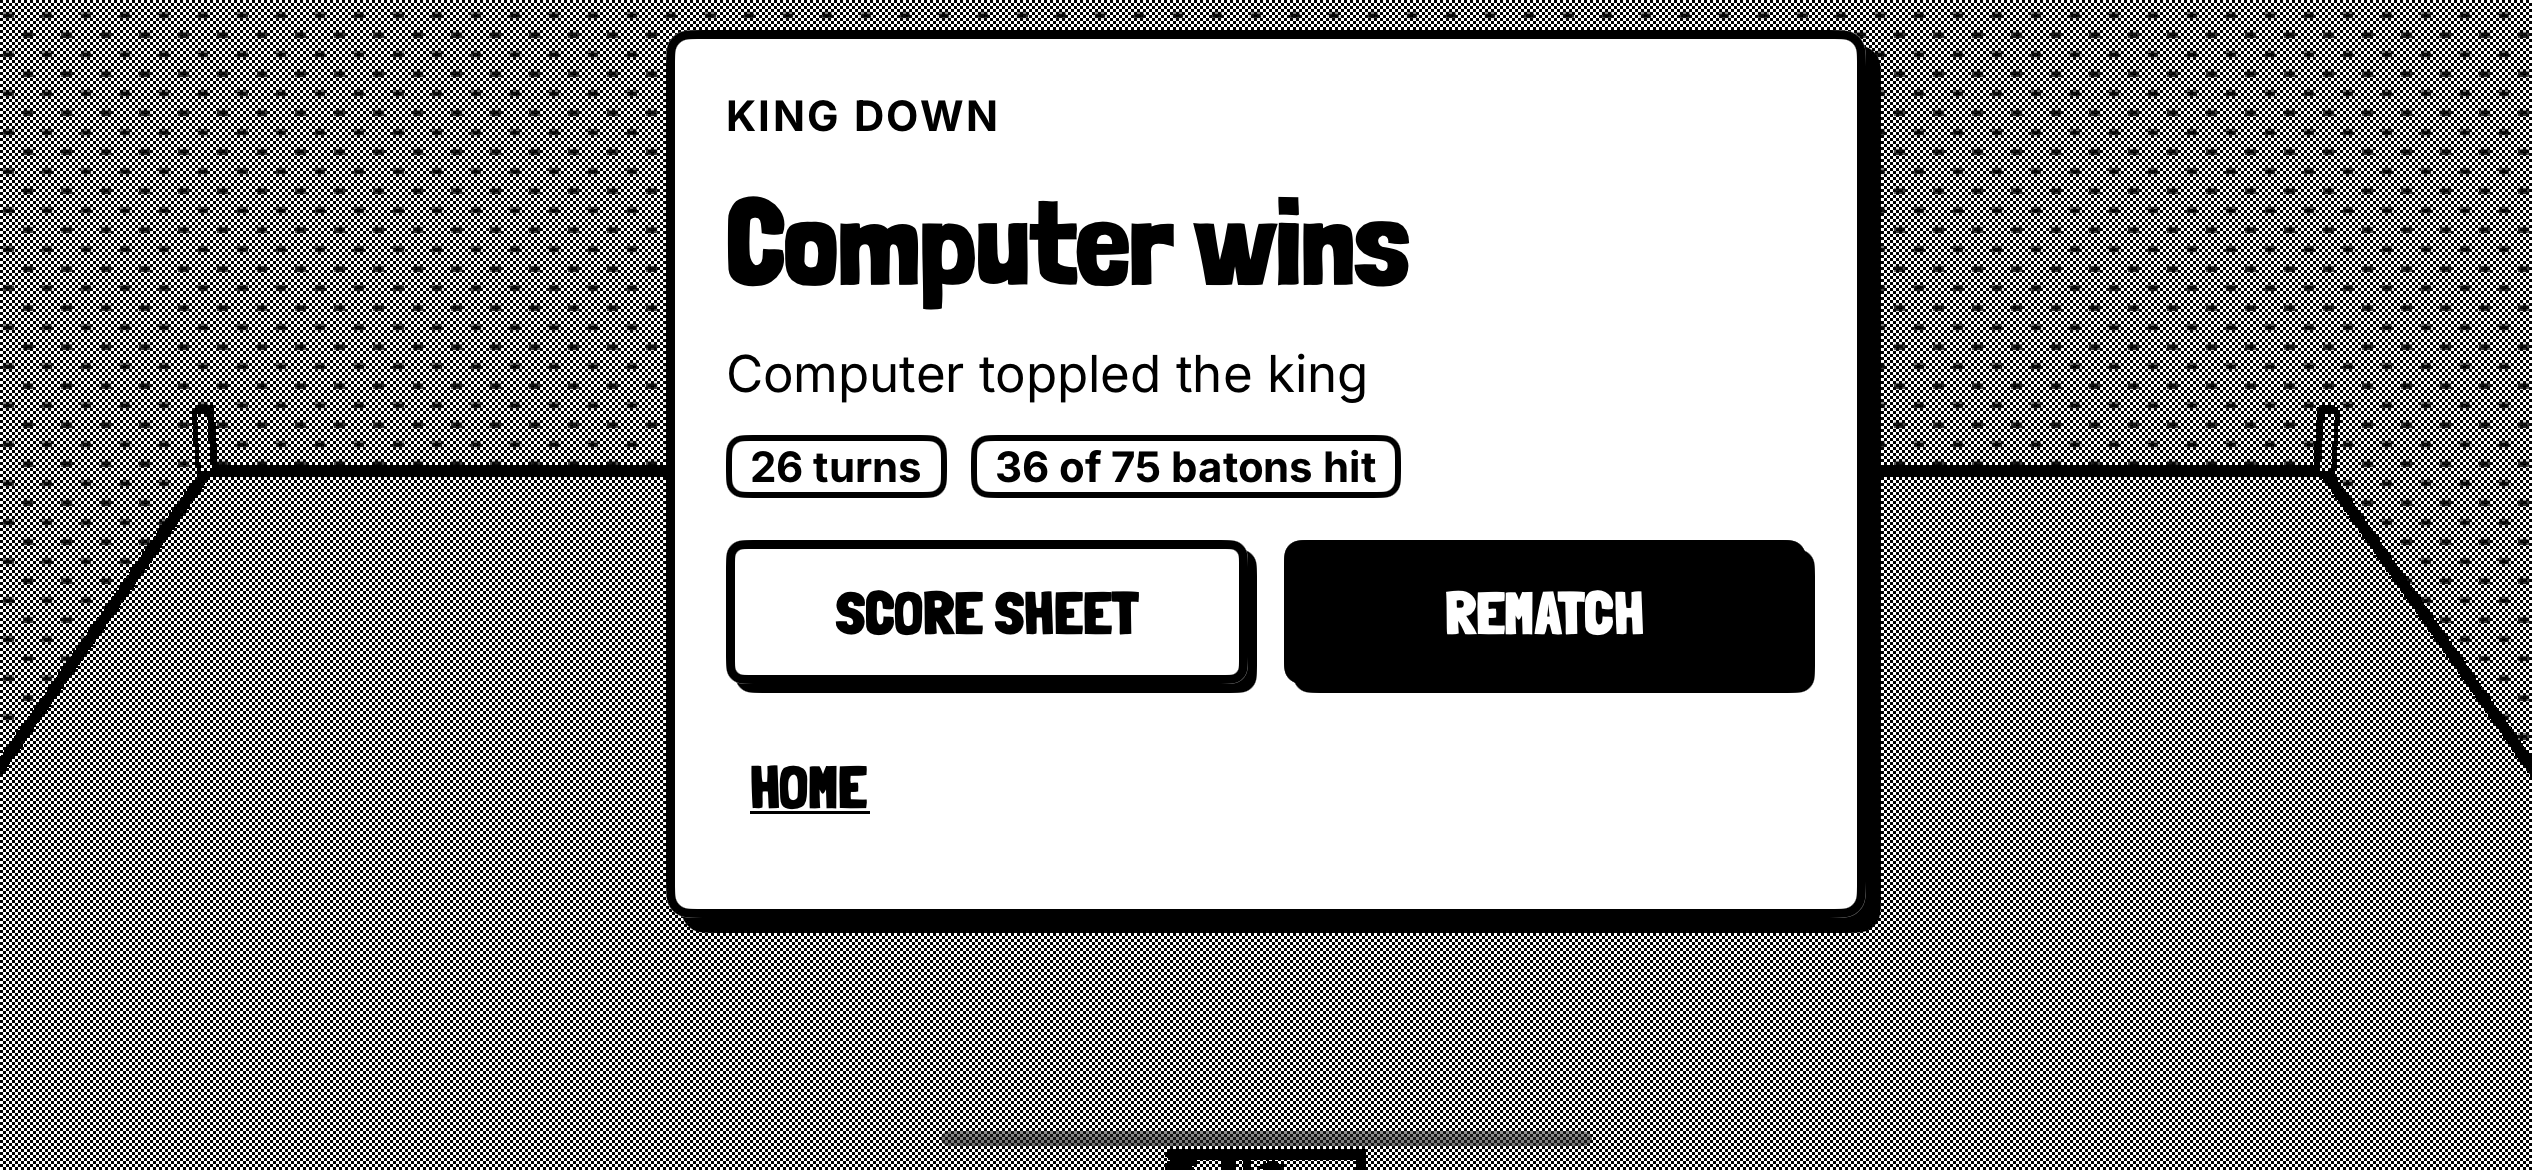 KING DOWN
Computer wins
Computer toppled the king
26 turns
36 of 75 batons hit
SCORE SHEET
REMATCH
HOME